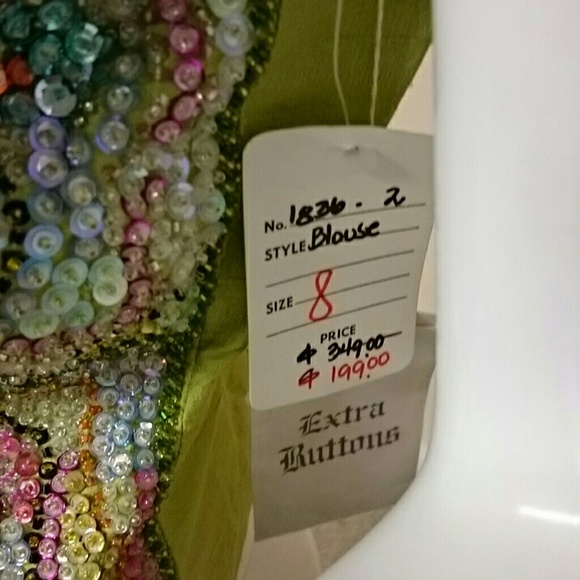 No. 1836 - 2
STYLE Blouse
SIZE 8
PRICE
$ 349.00
$ 199.00
Extra
Buttons